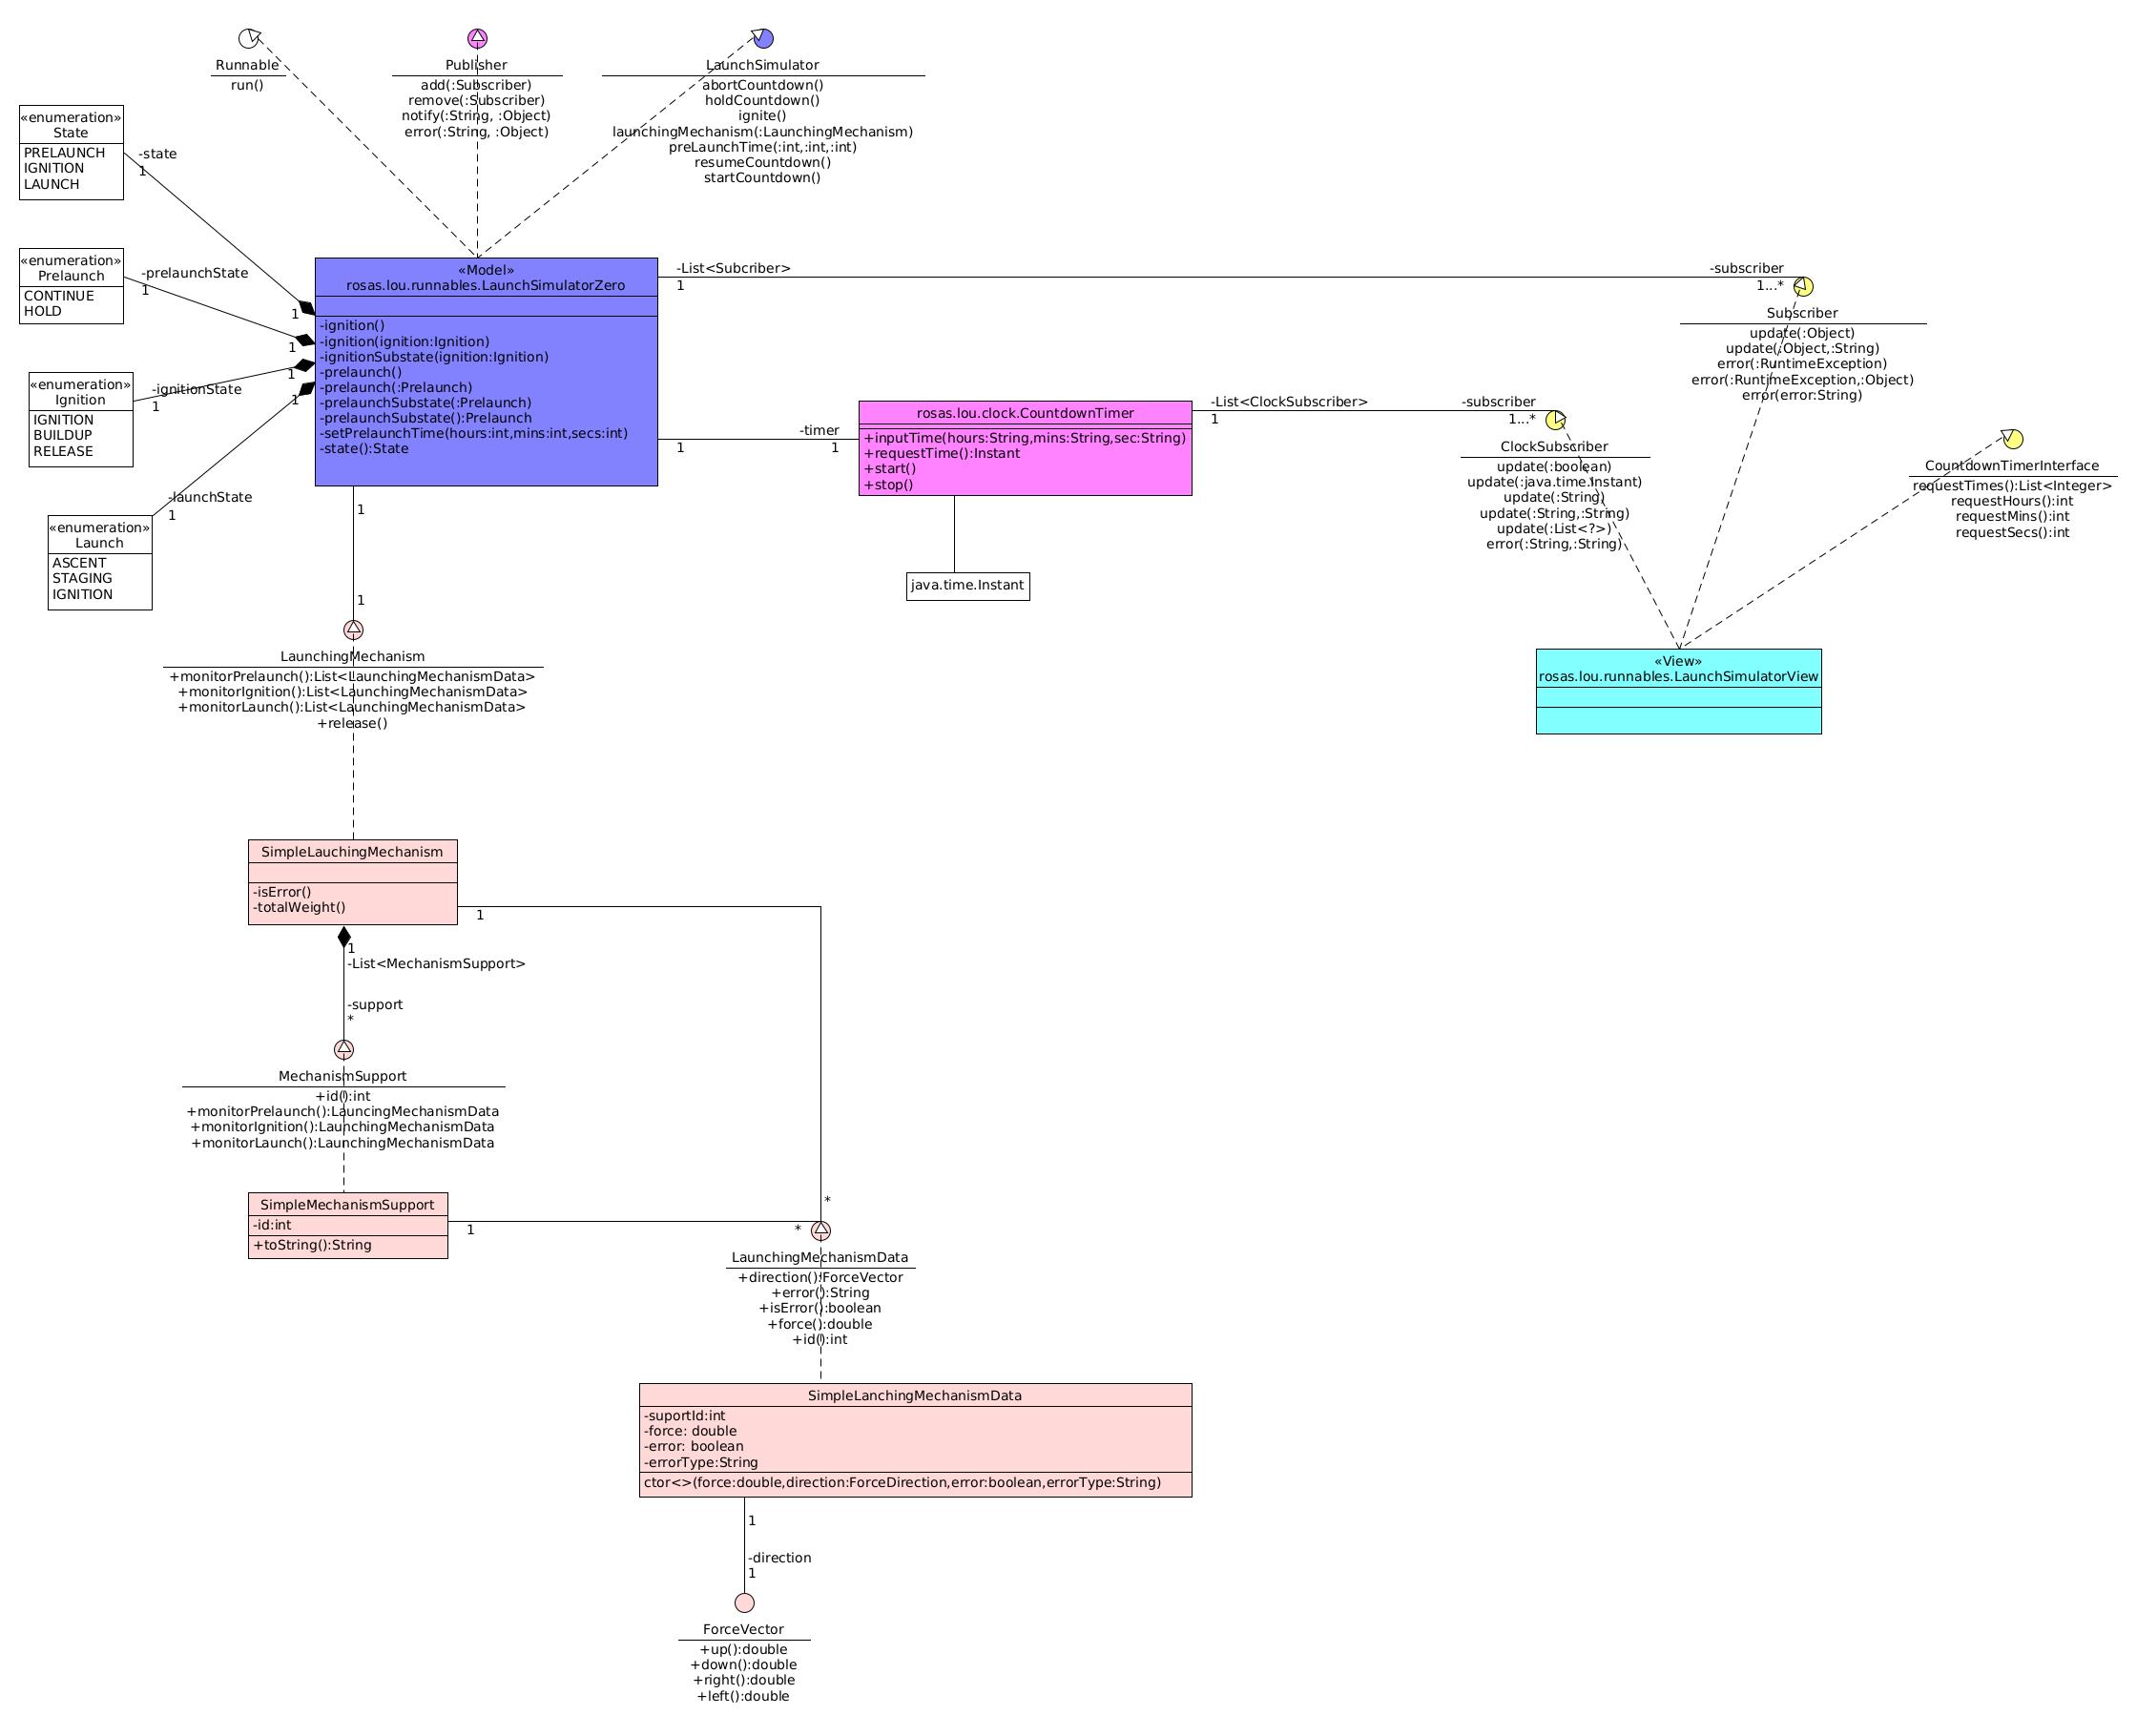 Runnable
run()
Publisher
add(:Subscriber)
remove(:Subscriber)
notify(:String, :Object)
error(:String, :Object)
LaunchSimulator
abortCountdown()
holdCountdown()
ignite()
launchingMechanism(:LaunchingMechanism)
preLaunchTime(:int,:int,:int)
resumeCountdown()
startCountdown()
«enumeration»
State
PRELAUNCH
IGNITION
LAUNCH
-state
1
1
«enumeration»
Prelaunch
CONTINUE
HOLD
-prelaunchState
1
1
«enumeration»
Ignition
IGNITION
BUILDUP
RELEASE
-ignitionState
1
1
«enumeration»
Launch
ASCENT
STAGING
IGNITION
-launchState
1
1
«Model»
rosas.lou.runnables.LaunchSimulatorZero
-ignition()
-ignition(ignition:Ignition)
-ignitionSubstate(ignition:Ignition)
-prelaunch()
-prelaunch(:Prelaunch)
-prelaunchSubstate(:Prelaunch)
-prelaunchSubstate():Prelaunch
-setPrelaunchTime(hours:int,mins:int,secs:int)
-state():State
-List<Subcriber>
1
-subscriber
1...*
Subscriber
update(:Object)
update(:Object,:String)
error(:RuntimeException)
error(:RuntimeException,:Object)
error(error:String)
1
-timer
1
rosas.lou.clock.CountdownTimer
+inputTime(hours:String,mins:String,sec:String)
+requestTime():Instant
+start()
+stop()
java.time.Instant
-List<ClockSubscriber>
1
-subscriber
1...*
ClockSubscriber
update(:boolean)
update(:java.time.Instant)
update(:String)
update(:String,:String)
update(:List<?>)
error(:String,:String)
CountdownTimerInterface
requestTimes():List<Integer>
requestHours():int
requestMins():int
requestSecs():int
«View»
rosas.lou.runnables.LaunchSimulatorView
1
1
LaunchingMechanism
+monitorPrelaunch():List<LaunchingMechanismData>
+monitorIgnition():List<LaunchingMechanismData>
+monitorLaunch():List<LaunchingMechanismData>
+release()
SimpleLauchingMechanism
-isError()
-totalWeight()
1
1
-List<MechanismSupport>
-support
*
MechanismSupport
+id():int
+monitorPrelaunch():LauncingMechanismData
+monitorIgnition():LaunchingMechanismData
+monitorLaunch():LaunchingMechanismData
SimpleMechanismSupport
-id:int
+toString():String
1
*
*
LaunchingMechanismData
+direction():ForceVector
+error():String
+isError():boolean
+force():double
+id():int
SimpleLanchingMechanismData
-suportId:int
-force: double
-error: boolean
-errorType:String
ctor<>(force:double,direction:ForceDirection,error:boolean,errorType:String)
1
-direction
1
ForceVector
+up():double
+down():double
+right():double
+left():double